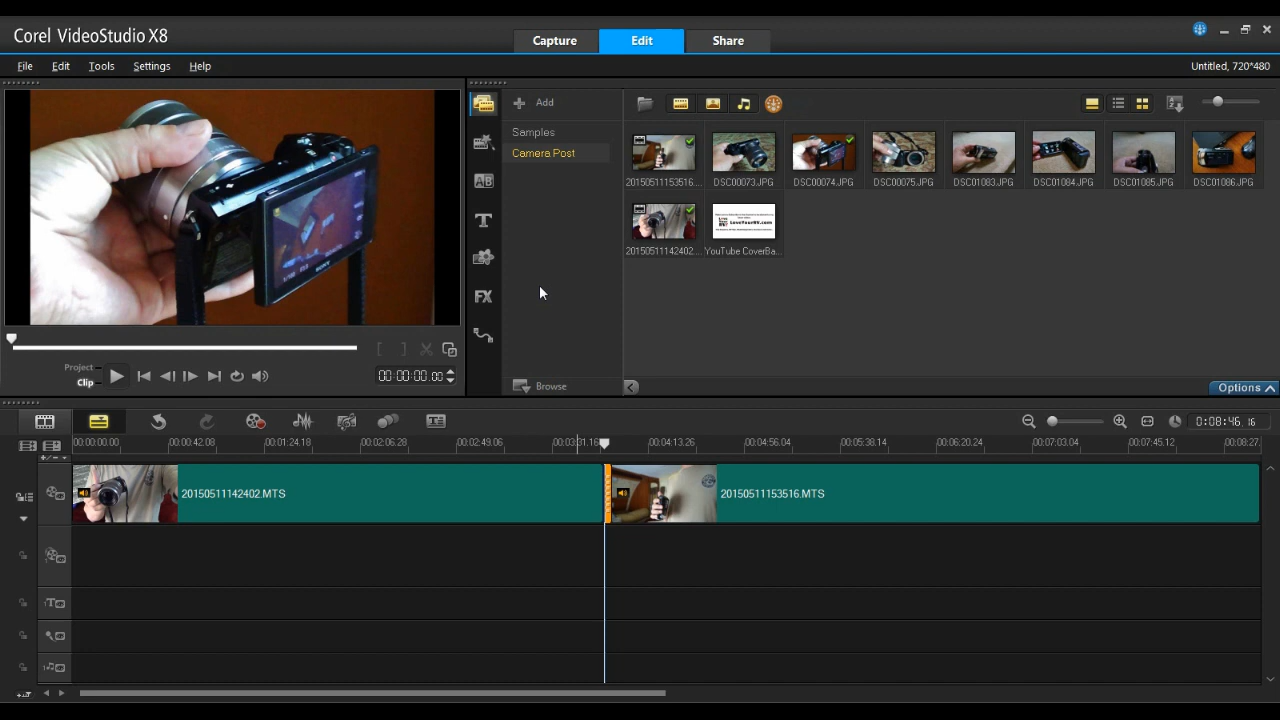 Corel VideoStudio X8
Capture
Edit
Share
File
Edit
Tools
Settings
Help
Untitled, 720*480
Add
Samples
Camera Post
20150511153516...
DSC00073.JPG
DSC00074.JPG
DSC00075.JPG
DSC01083.JPG
DSC01084.JPG
DSC01085.JPG
DSC01086.JPG
20150511142402...
YouTube CoverBa...
LoveYourRV.com
SONY
AB
T
FX
Project
Clip
00:00:00.00
Browse
Options
0:08:46.16
00:00:00.00
00:00:42.08
00:01:24.18
00:02:06.28
00:02:49.06
00:03:31.16
00:04:13.26
00:04:56.04
00:05:38.14
00:06:20.24
00:07:03.04
00:07:45.12
00:08:27.
20150511142402.MTS
20150511153516.MTS